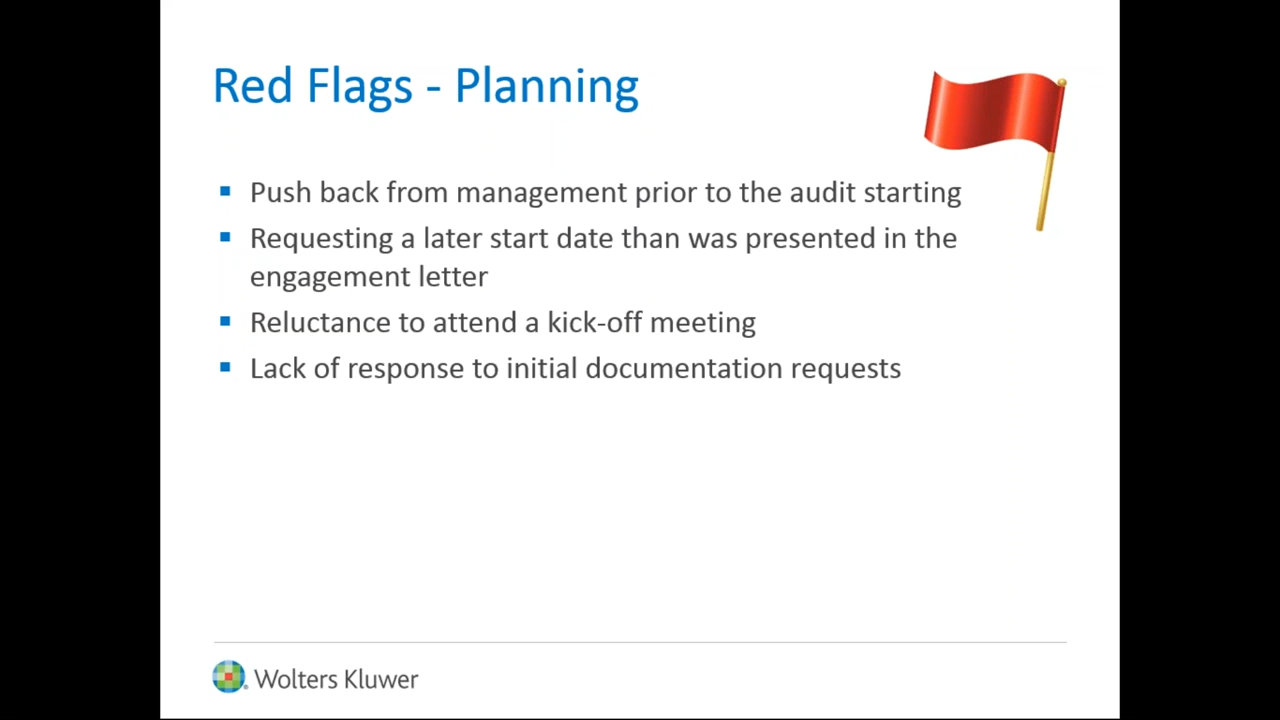 Red Flags - Planning
Push back from management prior to the audit starting
Requesting a later start date than was presented in the
engagement letter
Reluctance to attend a kick-off meeting
Lack of response to initial documentation requests
Wolters Kluwer